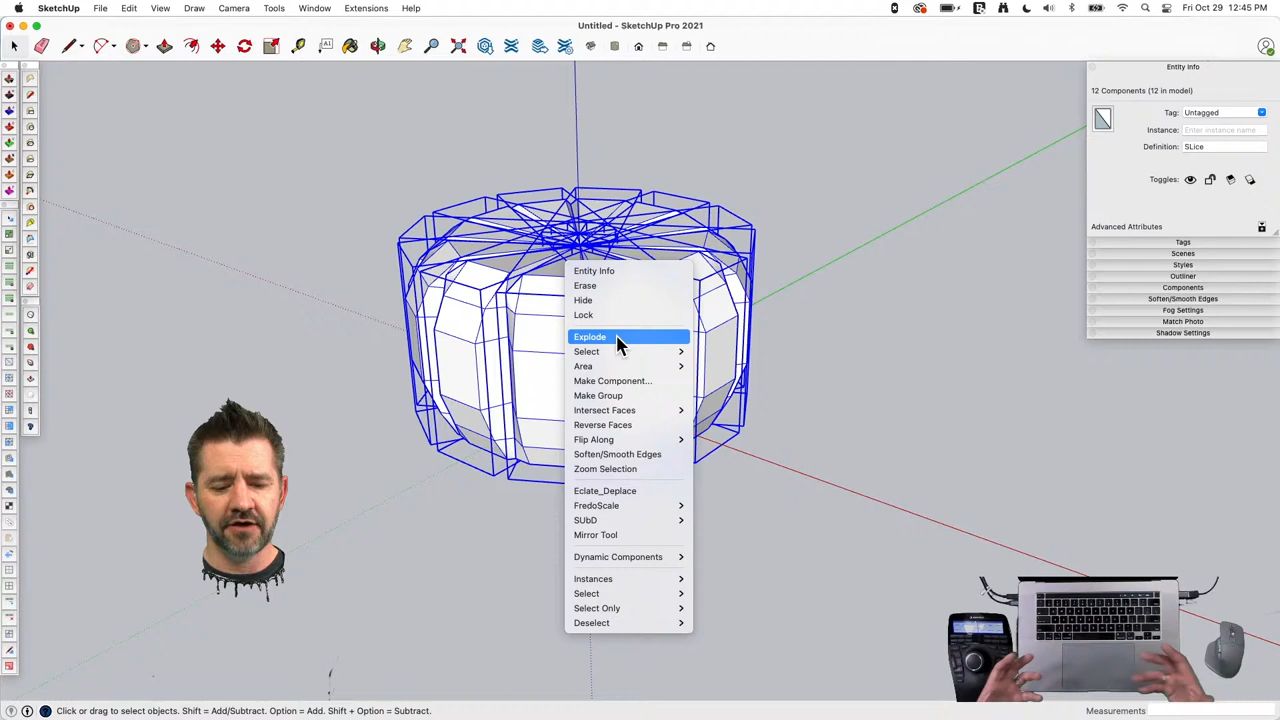 SketchUp File Edit View Draw Camera Tools Window Extensions Help Fri Oct 29 12:45 PM
Untitled - SketchUp Pro 2021
Entity Info
12 Components (12 in model)
Tag: Untagged
Instance: Enter instance name
Definition: SLice
Toggles:
Advanced Attributes
Tags
Scenes
Styles
Outliner
Components
Soften/Smooth Edges
Fog Settings
Match Photo
Shadow Settings
Entity Info
Erase
Hide
Lock
Explode
Select
Area
Make Component...
Make Group
Intersect Faces
Reverse Faces
Flip Along
Soften/Smooth Edges
Zoom Selection
Eclate_Deplace
FredoScale
SUbD
Mirror Tool
Dynamic Components
Instances
Select
Select Only
Deselect
Click or drag to select objects. Shift = Add/Subtract. Option = Add. Shift + Option = Subtract.
Measurements